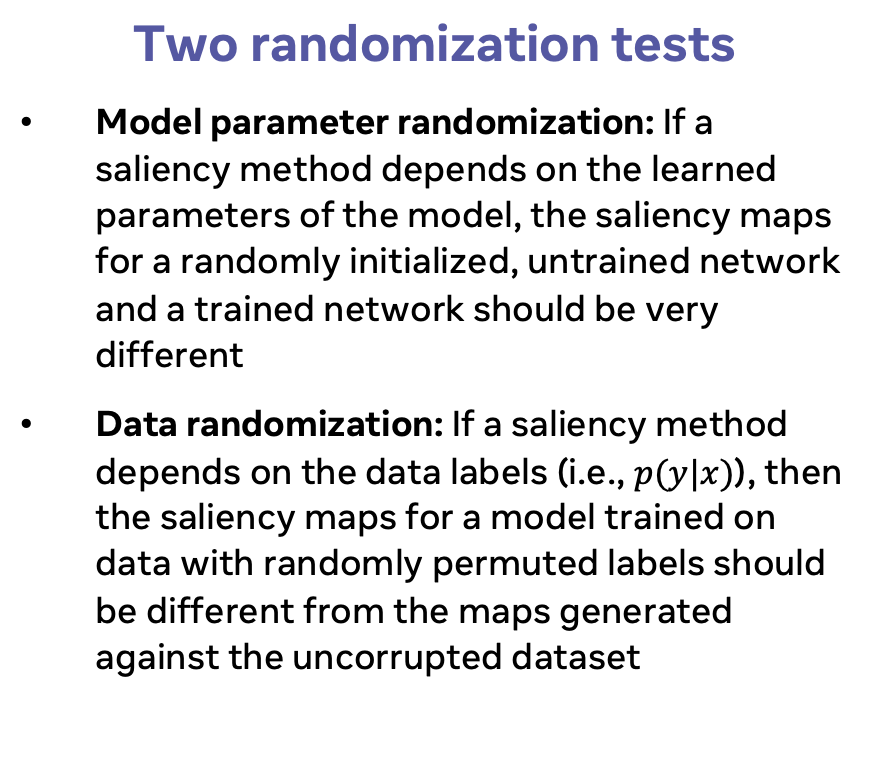 Two randomization tests
• Model parameter randomization: If a
saliency method depends on the learned
parameters of the model, the saliency maps
for a randomly initialized, untrained network
and a trained network should be very
different
• Data randomization: If a saliency method
depends on the data labels (i.e., p(y|x)), then
the saliency maps for a model trained on
data with randomly permuted labels should
be different from the maps generated
against the uncorrupted dataset